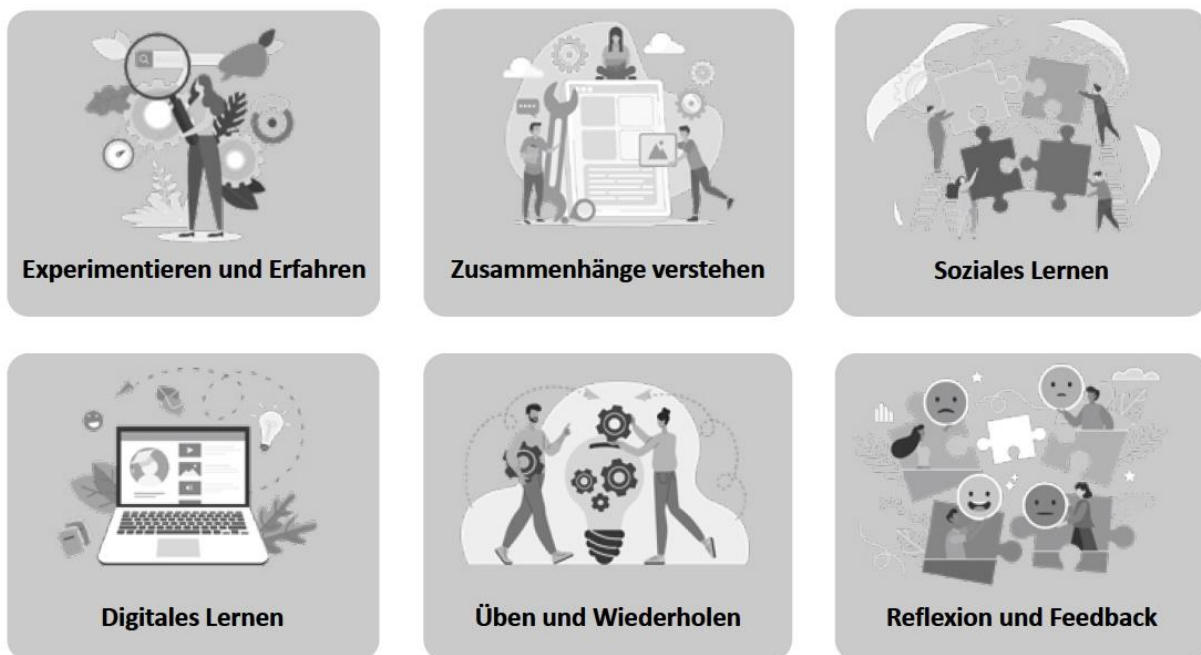 Experimentieren und Erfahren
Zusammenhänge verstehen
Soziales Lernen
Digitales Lernen
Üben und Wiederholen
Reflexion und Feedback